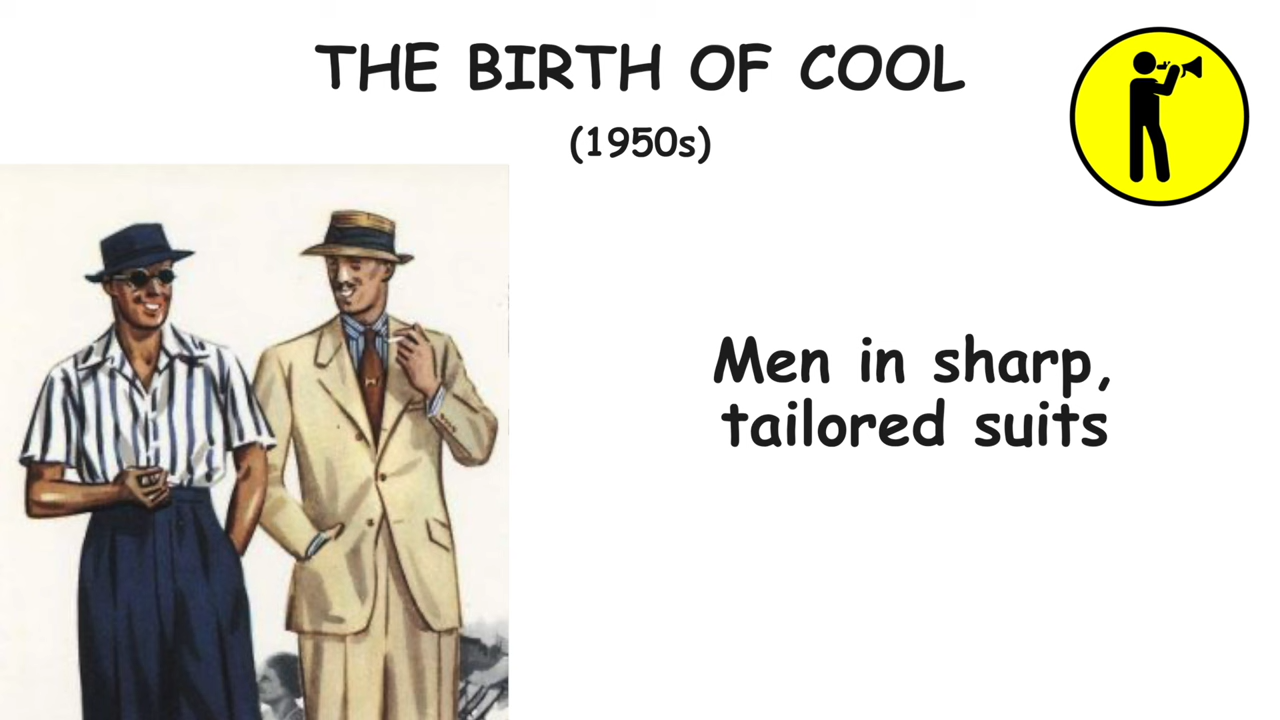 THE BIRTH OF COOL
(1950s)
Men in sharp,
tailored suits